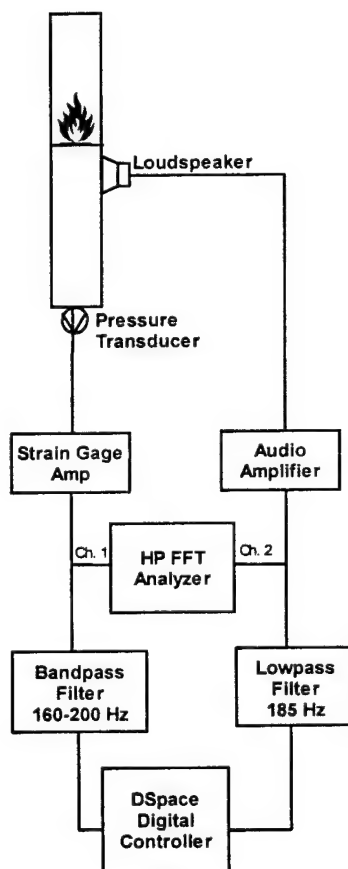 Loudspeaker
Pressure
Transducer
Strain Gage
Amp
Audio
Amplifier
Ch. 1
HP FFT
Analyzer
Ch. 2
Bandpass
Filter
160-200 Hz
Lowpass
Filter
185 Hz
DSpace
Digital
Controller